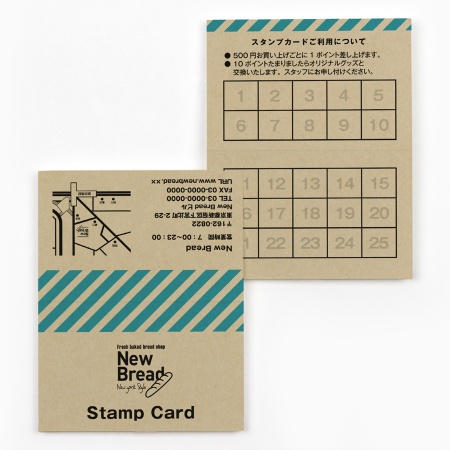 スタンプカードご利用について
● 500円お買い上げごとに1ポイント差し上げます。
● 10ポイントたまりましたらオリジナルグッズと
交換いたします。スタッフにお申し付けください。
1 2 3 4 5
6 7 8 9 10
13 14 15
17 18 19 20
22 23 24 25
New Bread
営業時間 7:00~23:00
〒162-0822
東京都新宿区下宮比町2-29
New Bread ビル
TEL 03-0000-0000
FAX 03-0000-0000
URL www.newbread.××
Fresh baked bread shop
New
Bread
New york Style
Stamp Card